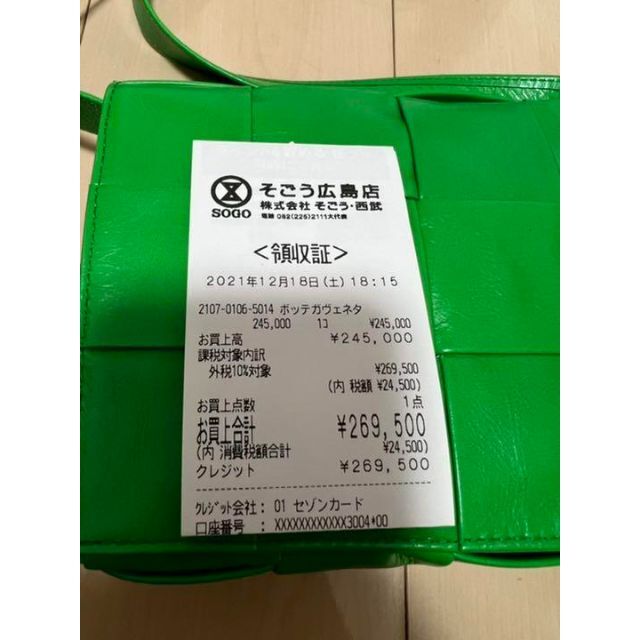 そごう広島店
SOGO
株式会社 そごう・西武
電話 082(225)2111大代表
<領収証>
2021年12月18日(土)18:15
2107-0106-5014 ボッテガヴェネタ
245,000 1コ ¥245,000
お買上高 ¥245,000
課税対象内訳
外税10%対象 ¥269,500
(内 税額 ¥24,500)
お買上点数 1点
お買上合計 ¥269,500
(内 消費税額合計 ¥24,500)
クレジット ¥269,500
クレジット会社: 01 セゾンカード
口座番号 : XXXXXXXXXXXX3004*00